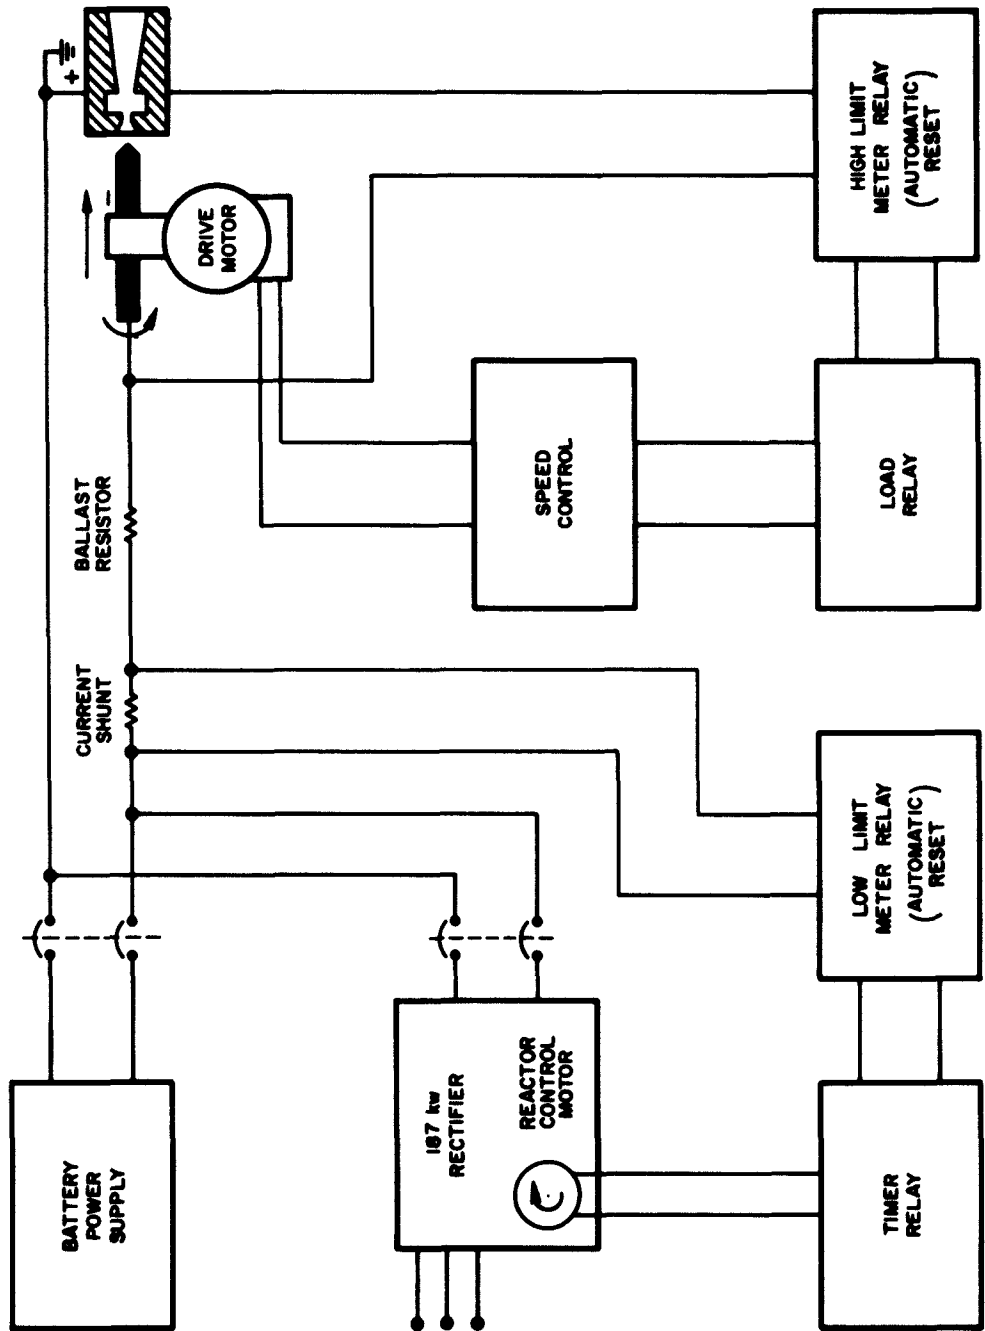 BATTERY
POWER
SUPPLY
CURRENT
SHUNT
BALLAST
RESISTOR
+
-
DRIVE
MOTOR
187 kw
RECTIFIER
REACTOR
CONTROL
MOTOR
SPEED
CONTROL
TIMER
RELAY
LOW LIMIT
METER RELAY
(AUTOMATIC)
RESET
LOAD
RELAY
HIGH LIMIT
METER RELAY
(AUTOMATIC)
RESET